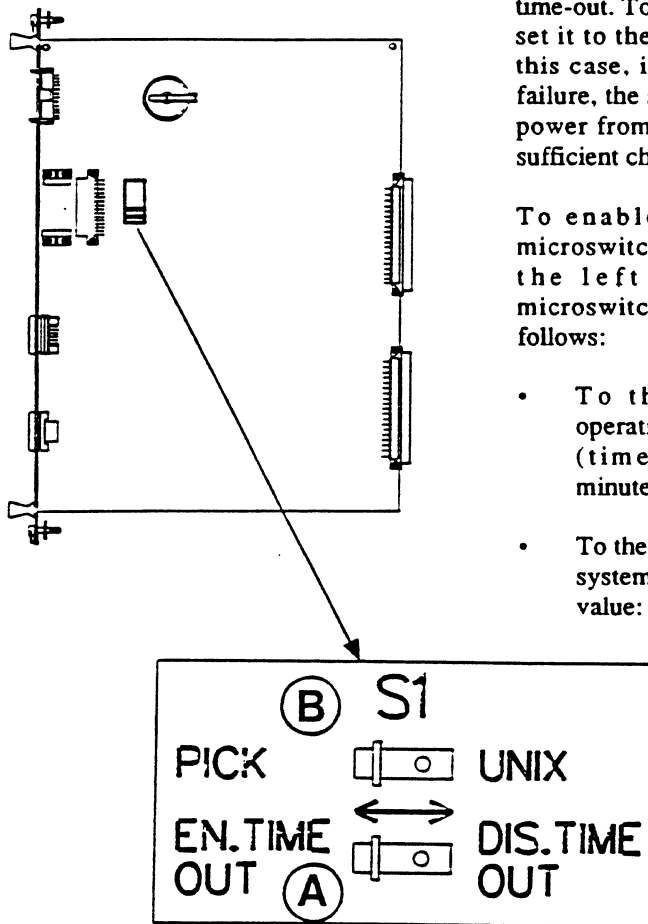 time-out. To
set it to the
this case, i
failure, the
power from
sufficient ch
To enabl
microswitc
the left
microswitc
follows:
• To th
operati
(time
minute
• To the
system
value:
B S1
PICK UNIX
EN.TIME DIS.TIME
OUT A OUT